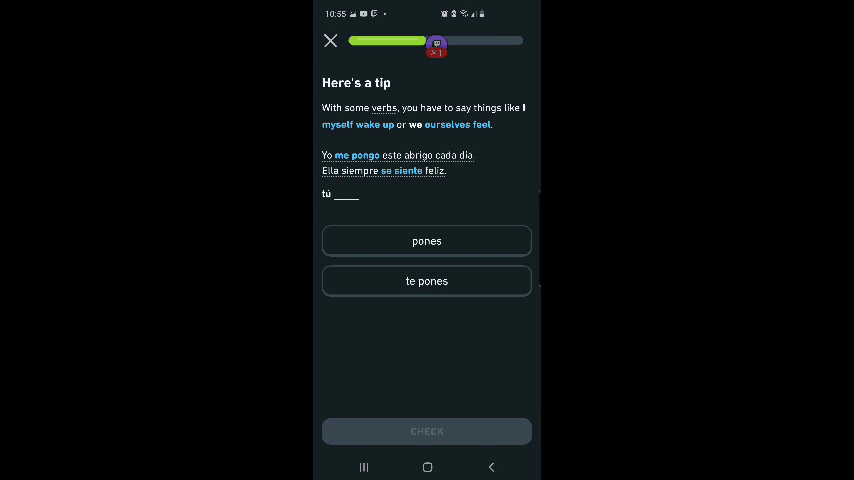 10:55
Here's a tip
With some verbs, you have to say things like I
myself wake up or we ourselves feel.
Yo me pongo este abrigo cada día
Ella siempre se siente feliz.
tú _____
pones
te pones
CHECK